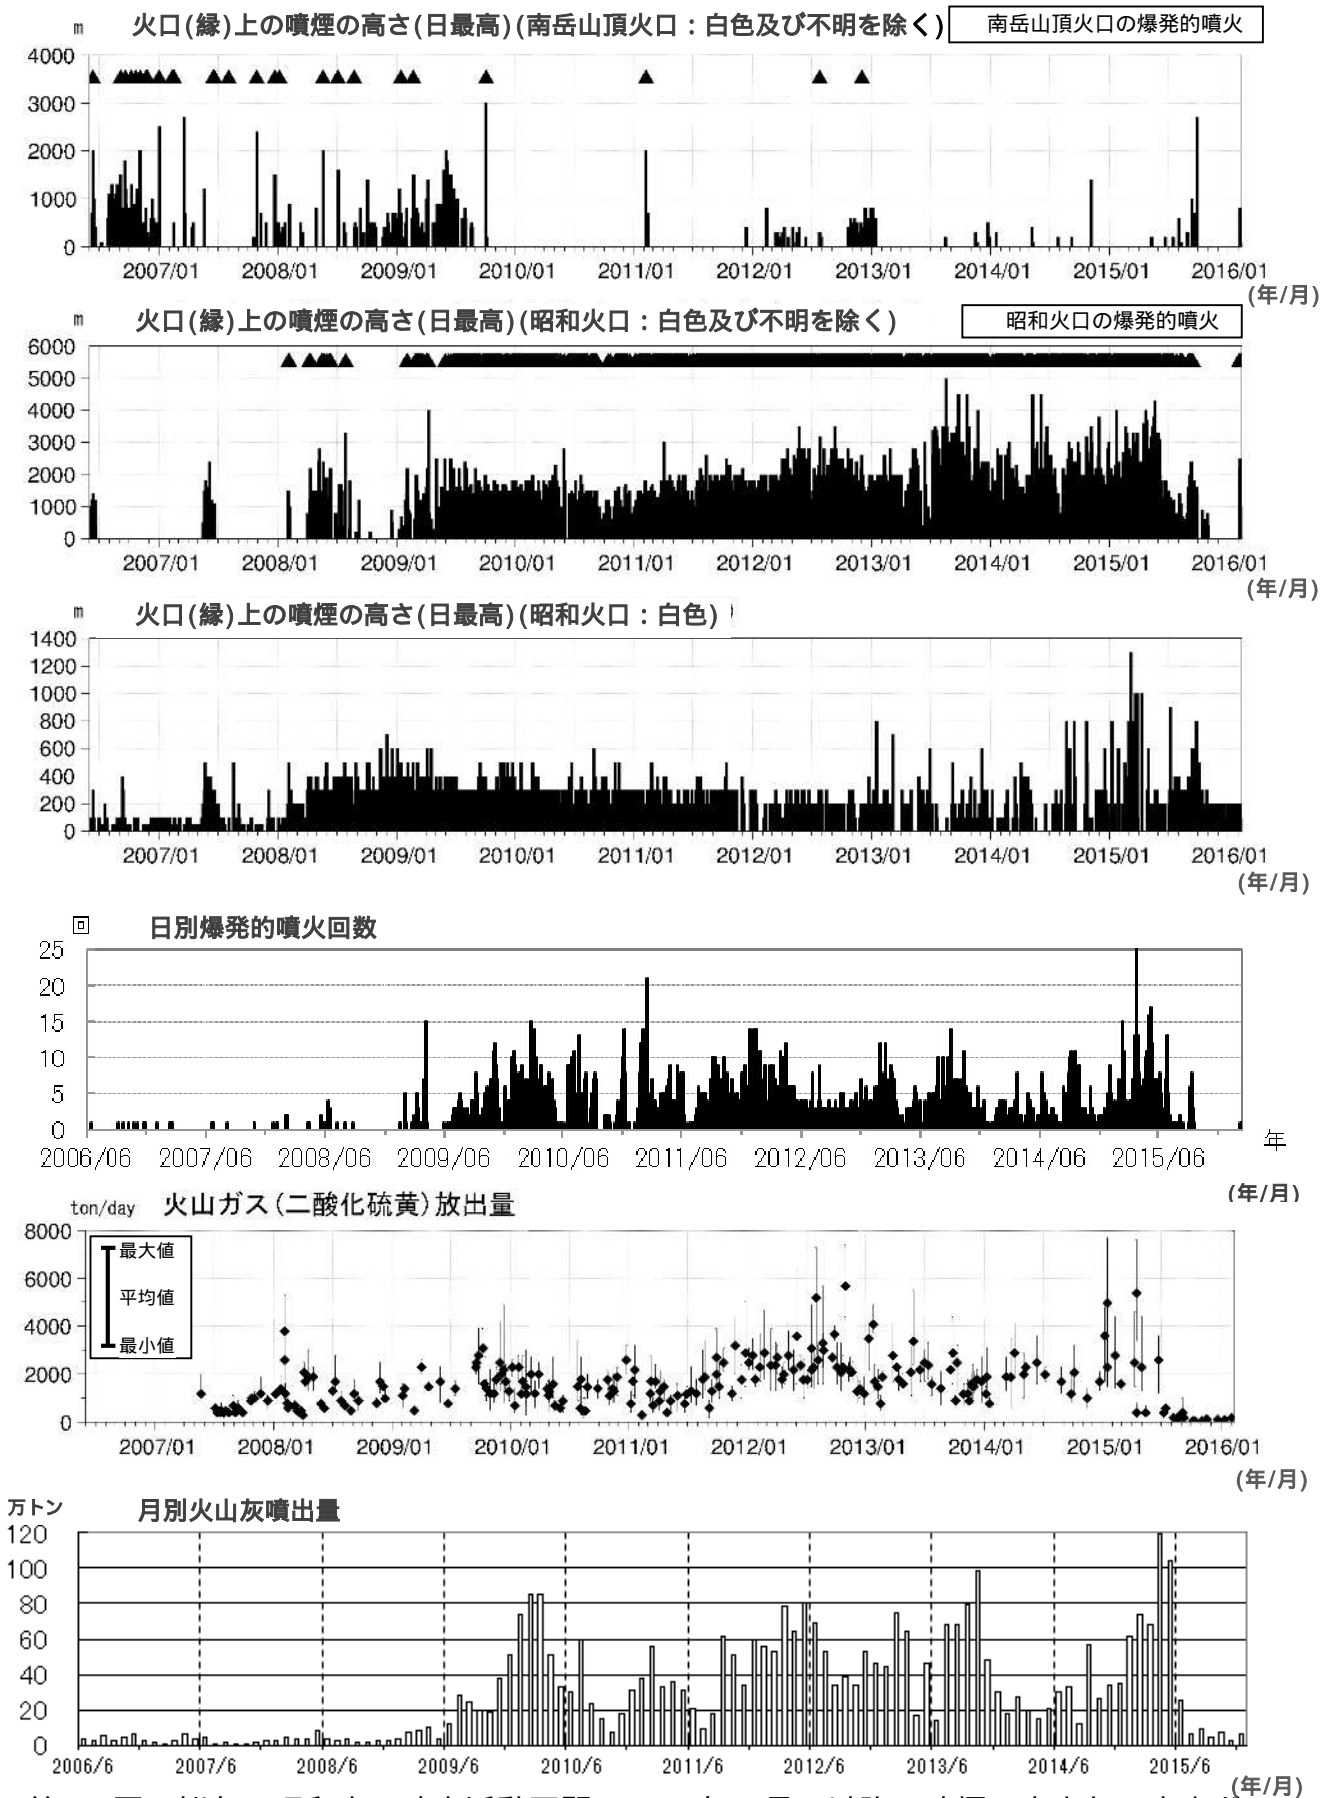 火口(縁)上の噴煙の高さ(日最高)(南岳山頂火口：白色及び不明を除く)
南岳山頂火口の爆発的噴火
m
4000
3000
2000
1000
0
2007/01 2008/01 2009/01 2010/01 2011/01 2012/01 2013/01 2014/01 2015/01 2016/01
(年/月)
火口(縁)上の噴煙の高さ(日最高)(昭和火口：白色及び不明を除く)
昭和火口の爆発的噴火
m
6000
5000
4000
3000
2000
1000
0
2007/01 2008/01 2009/01 2010/01 2011/01 2012/01 2013/01 2014/01 2015/01 2016/01
(年/月)
火口(縁)上の噴煙の高さ(日最高)(昭和火口：白色)
m
1400
1200
1000
800
600
400
200
0
2007/01 2008/01 2009/01 2010/01 2011/01 2012/01 2013/01 2014/01 2015/01 2016/01
(年/月)
回
日別爆発的噴火回数
25
20
15
10
5
0
2006/06 2007/06 2008/06 2009/06 2010/06 2011/06 2012/06 2013/06 2014/06 2015/06
年
(年/月)
ton/day 火山ガス(二酸化硫黄)放出量
8000
6000
4000
2000
0
最大値
平均値
最小値
2007/01 2008/01 2009/01 2010/01 2011/01 2012/01 2013/01 2014/01 2015/01 2016/01
(年/月)
万トン
月別火山灰噴出量
120
100
80
60
40
20
0
2006/6 2007/6 2008/6 2009/6 2010/6 2011/6 2012/6 2013/6 2014/6 2015/6
(年/月)